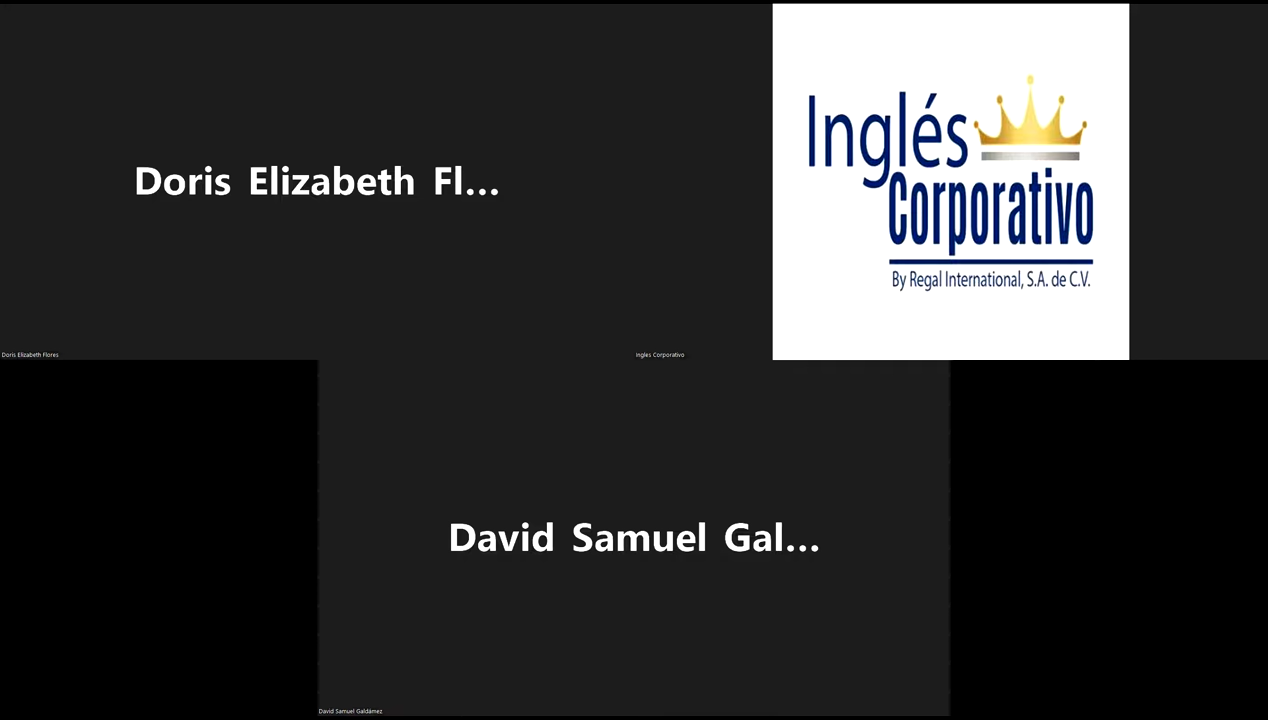 Doris Elizabeth Fl...
Inglés
Corporativo
By Regal International, S.A. de C.V.
Doris Elizabeth Flores
Ingles Corporativo
David Samuel Gal...
David Samuel Galdámez